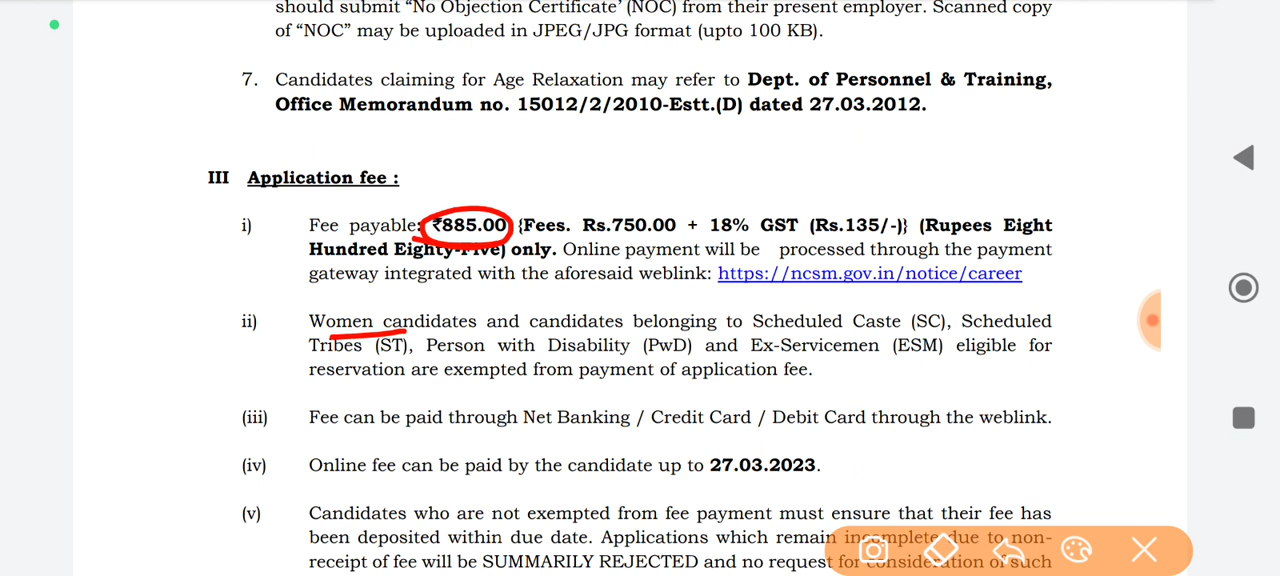 should submit “No Objection Certificate’ (NOC) from their present employer. Scanned copy
of “NOC” may be uploaded in JPEG/JPG format (upto 100 KB).
7. Candidates claiming for Age Relaxation may refer to Dept. of Personnel & Training,
Office Memorandum no. 15012/2/2010-Estt.(D) dated 27.03.2012.
III Application fee :
i) Fee payable: ₹885.00 {Fees. Rs.750.00 + 18% GST (Rs.135/-)} (Rupees Eight
Hundred Eighty-Five) only. Online payment will be processed through the payment
gateway integrated with the aforesaid weblink: https://ncsm.gov.in/notice/career
ii) Women candidates and candidates belonging to Scheduled Caste (SC), Scheduled
Tribes (ST), Person with Disability (PwD) and Ex-Servicemen (ESM) eligible for
reservation are exempted from payment of application fee.
(iii) Fee can be paid through Net Banking / Credit Card / Debit Card through the weblink.
(iv) Online fee can be paid by the candidate up to 27.03.2023.
(v) Candidates who are not exempted from fee payment must ensure that their fee has
been deposited within due date. Applications which remain incomplete due to non-
receipt of fee will be SUMMARILY REJECTED and no request for consideration of such